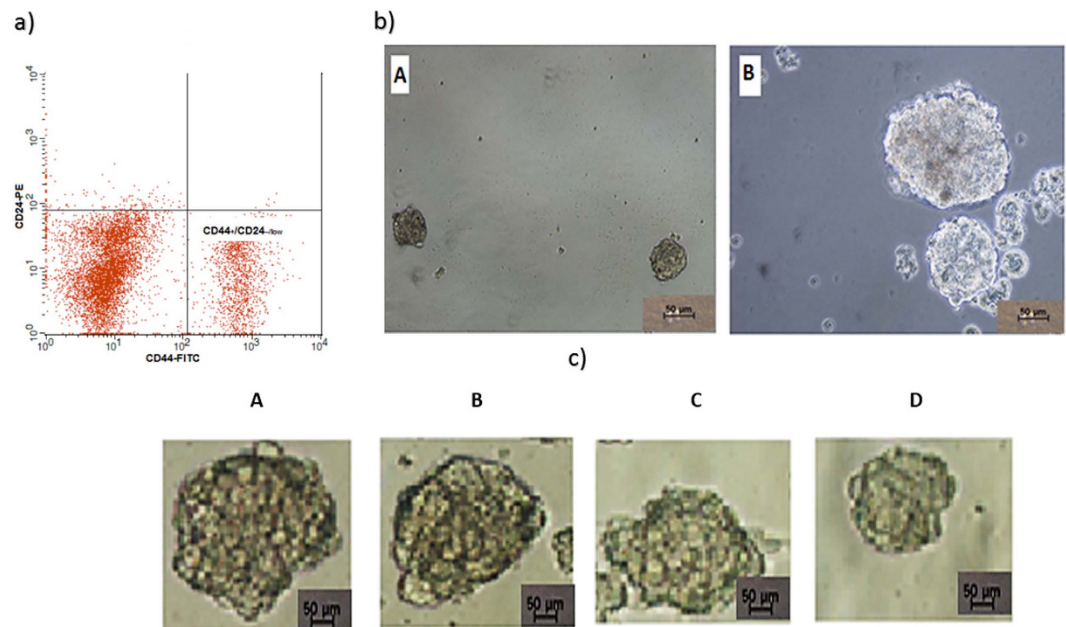 a)
10⁴
10³
10²
10¹
10⁰
CD24-PE
CD44+/CD24-/low
10⁰ 10¹ 10² 10³ 10⁴
CD44-FITC
b)
A
50 µm
B
50 µm
c)
A B C D
50 µm
50 µm
50 µm
50 µm